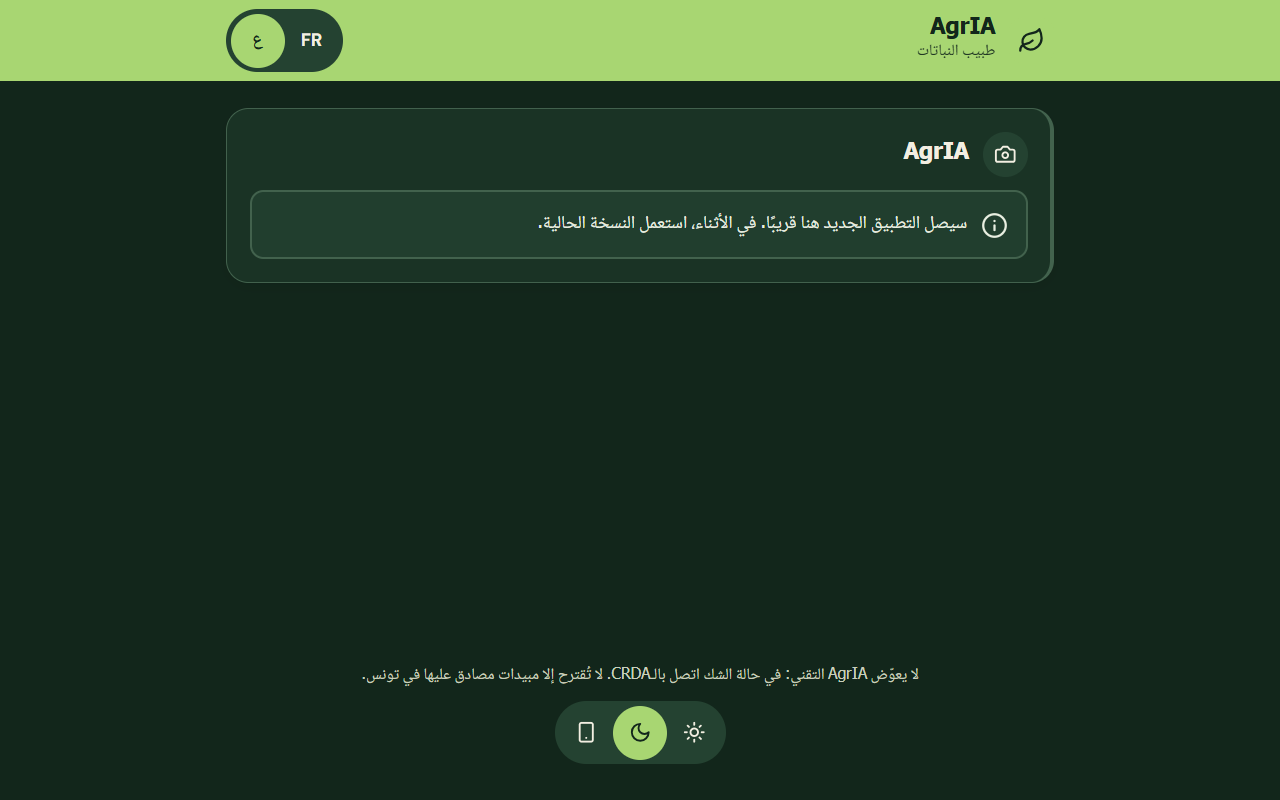 AgrIA
طبيب النباتات
FR
ع
AgrIA
سيصل التطبيق الجديد هنا قريبًا. في الأثناء، استعمل النسخة الحالية.
لا يعوّض AgrIA التقني: في حالة الشك اتصل بالـCRDA. لا تُقترح إلا مبيدات مصادق عليها في تونس.